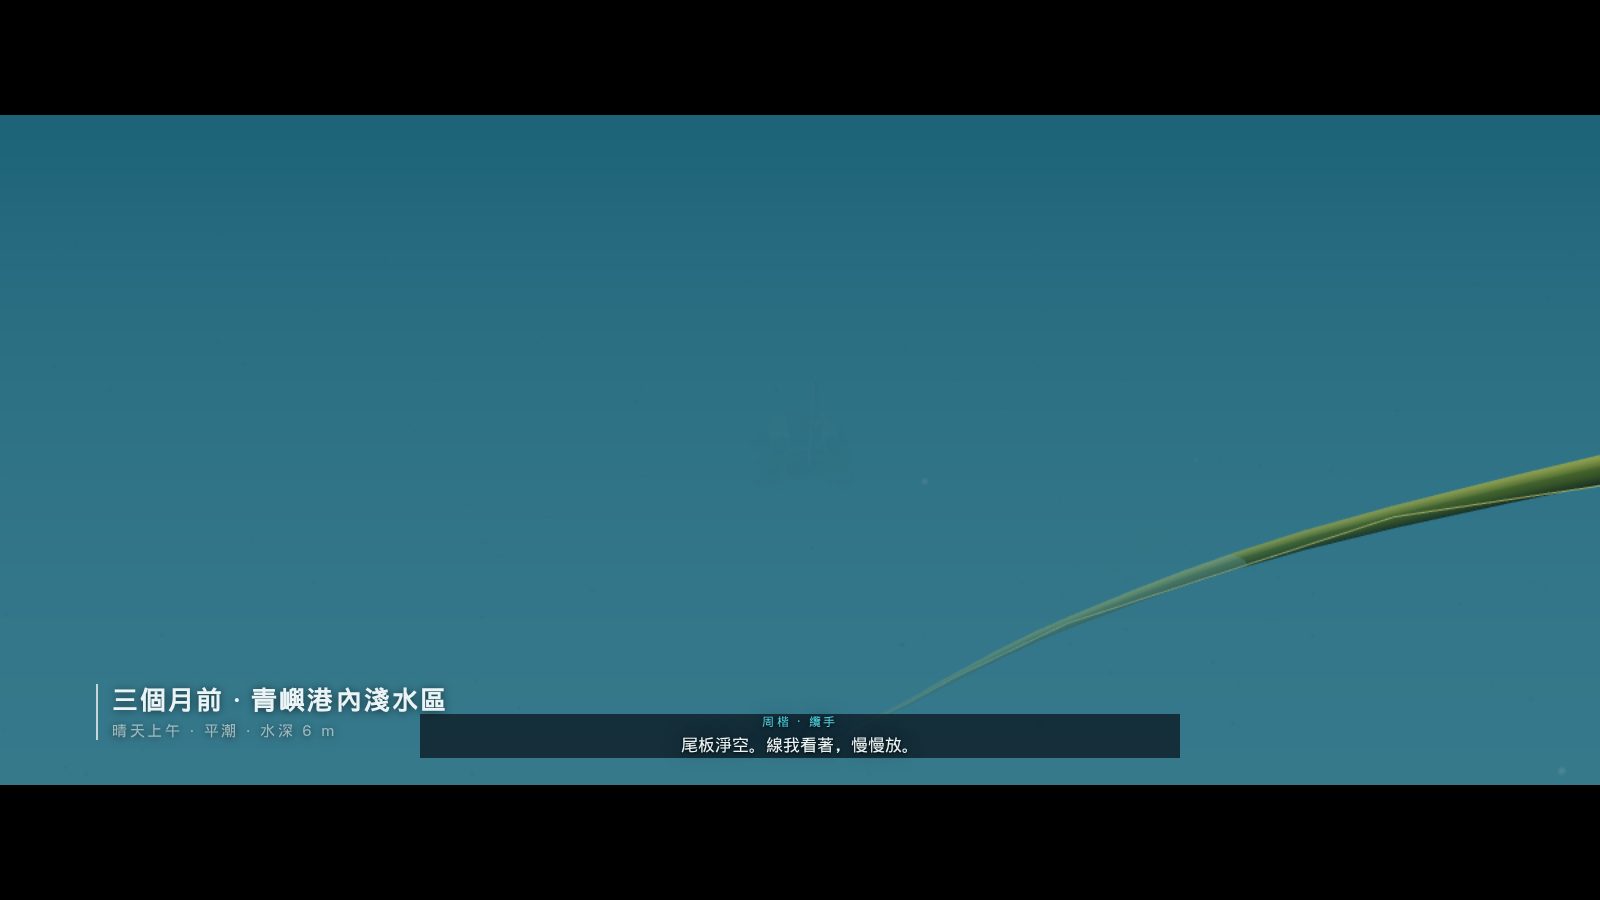 三個月前 · 青嶼港內淺水區
晴天上午 · 平潮 · 水深 6 m
周楷 · 纜手
尾板淨空。線我看著，慢慢放。